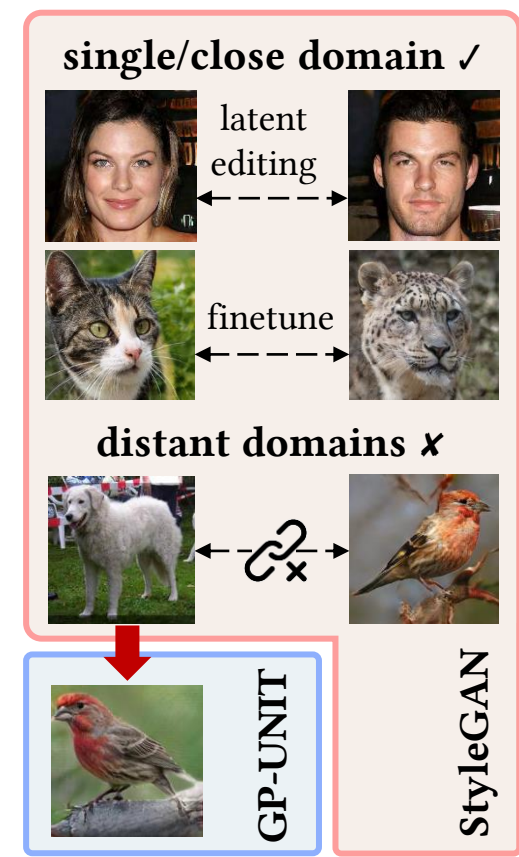 single/close domain ✓
latent
editing
finetune
distant domains ✘
GP-UNIT
StyleGAN